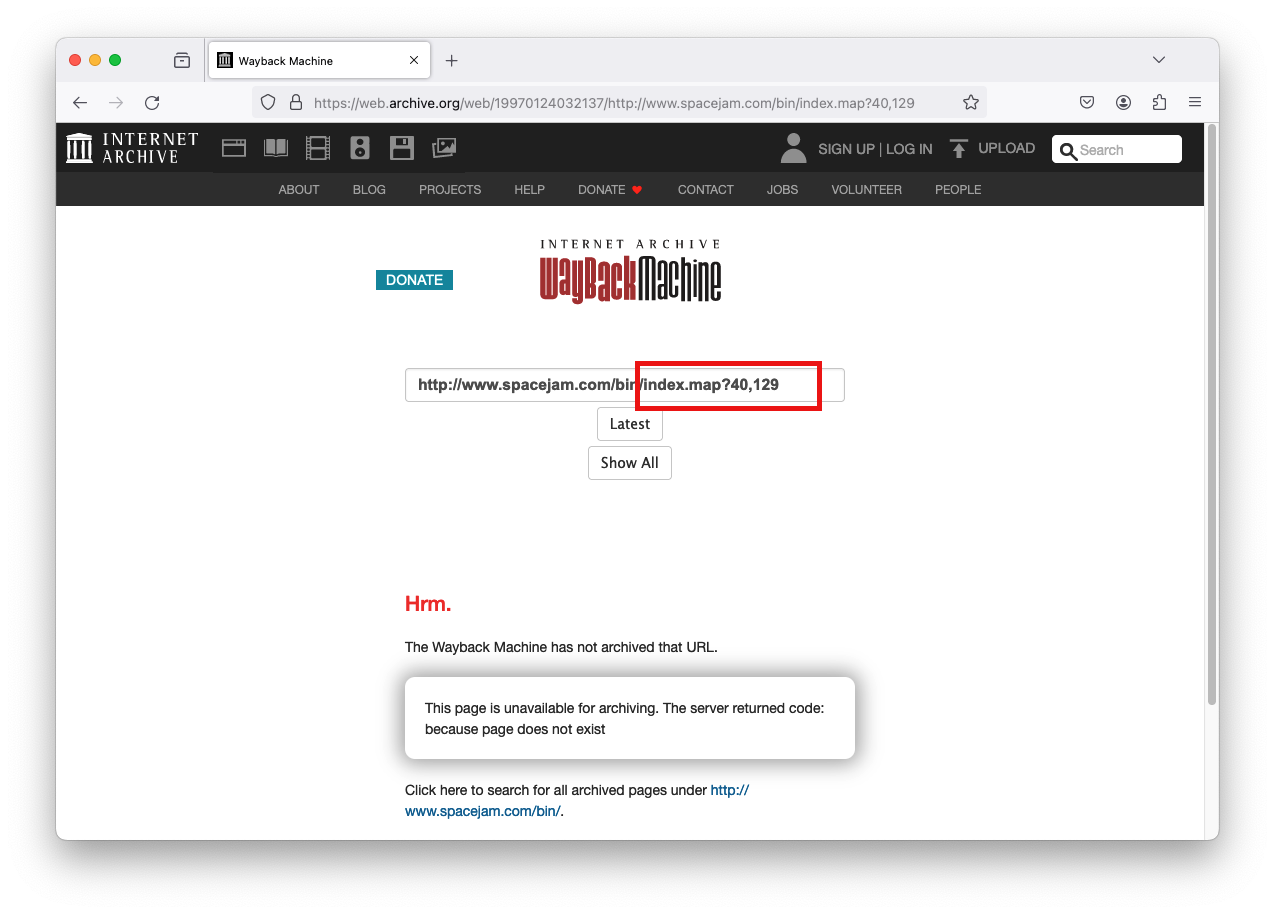 Wayback Machine
https://web.archive.org/web/19970124032137/http://www.spacejam.com/bin/index.map?40,129
INTERNET
ARCHIVE
SIGN UP | LOG IN
UPLOAD
Search
ABOUT
BLOG
PROJECTS
HELP
DONATE
CONTACT
JOBS
VOLUNTEER
PEOPLE
INTERNET ARCHIVE
WayBackMachine
DONATE
http://www.spacejam.com/bin/index.map?40,129
Latest
Show All
Hrm.
The Wayback Machine has not archived that URL.
This page is unavailable for archiving. The server returned code:
because page does not exist
Click here to search for all archived pages under http://
www.spacejam.com/bin/.